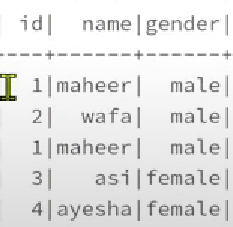 id|  name|gender|
---+------+------+
1|maheer|  male|
2|  wafa|  male|
1|maheer|  male|
3|   asi|female|
4|ayesha|female|